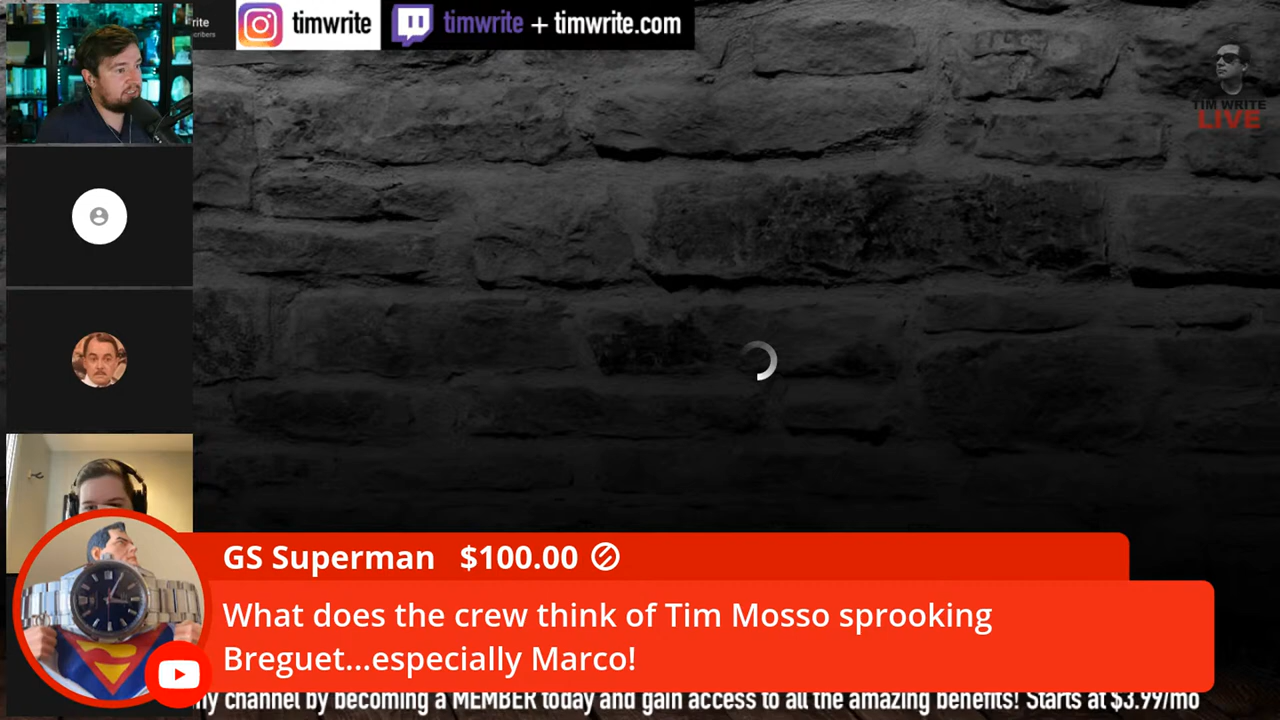 rite
cribers
timwrite
timwrite + timwrite.com
TIM WRITE
LIVE
GS Superman $100.00
What does the crew think of Tim Mosso sprooking
Breguet...especially Marco!
my channel by becoming a MEMBER today and gain access to all the amazing benefits! Starts at $3.99/mo